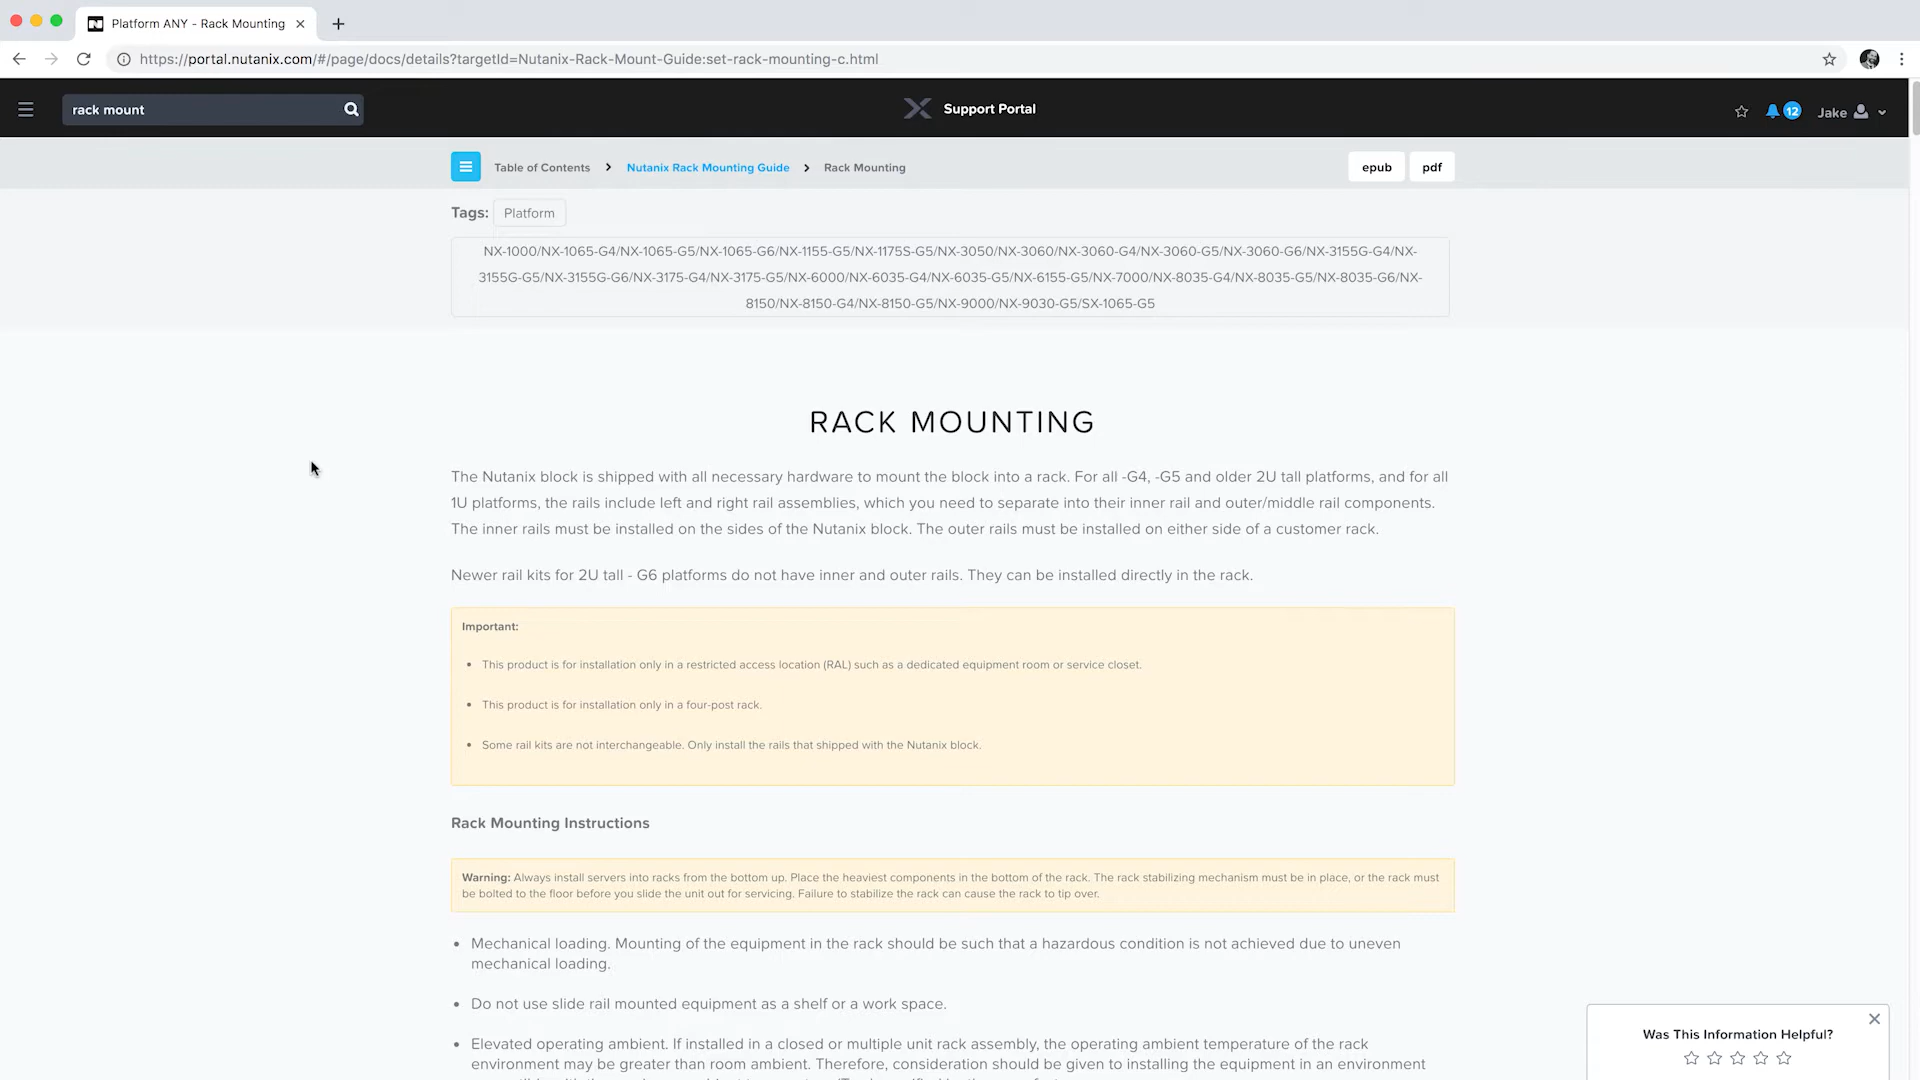 Platform ANY - Rack Mounting
https://portal.nutanix.com/#/page/docs/details?targetId=Nutanix-Rack-Mount-Guide:set-rack-mounting-c.html
rack mount
Support Portal
12
Jake
Table of Contents > Nutanix Rack Mounting Guide > Rack Mounting
epub
pdf
Tags: Platform
NX-1000/NX-1065-G4/NX-1065-G5/NX-1065-G6/NX-1155-G5/NX-1175S-G5/NX-3050/NX-3060/NX-3060-G4/NX-3060-G5/NX-3060-G6/NX-3155G-G4/NX-
3155G-G5/NX-3155G-G6/NX-3175-G4/NX-3175-G5/NX-6000/NX-6035-G4/NX-6035-G5/NX-6155-G5/NX-7000/NX-8035-G4/NX-8035-G5/NX-8035-G6/NX-
8150/NX-8150-G4/NX-8150-G5/NX-9000/NX-9030-G5/SX-1065-G5
RACK MOUNTING
The Nutanix block is shipped with all necessary hardware to mount the block into a rack. For all -G4, -G5 and older 2U tall platforms, and for all
1U platforms, the rails include left and right rail assemblies, which you need to separate into their inner rail and outer/middle rail components.
The inner rails must be installed on the sides of the Nutanix block. The outer rails must be installed on either side of a customer rack.
Newer rail kits for 2U tall - G6 platforms do not have inner and outer rails. They can be installed directly in the rack.
Important:
• This product is for installation only in a restricted access location (RAL) such as a dedicated equipment room or service closet.
• This product is for installation only in a four-post rack.
• Some rail kits are not interchangeable. Only install the rails that shipped with the Nutanix block.
Rack Mounting Instructions
Warning: Always install servers into racks from the bottom up. Place the heaviest components in the bottom of the rack. The rack stabilizing mechanism must be in place, or the rack must
be bolted to the floor before you slide the unit out for servicing. Failure to stabilize the rack can cause the rack to tip over.
• Mechanical loading. Mounting of the equipment in the rack should be such that a hazardous condition is not achieved due to uneven
mechanical loading.
• Do not use slide rail mounted equipment as a shelf or a work space.
• Elevated operating ambient. If installed in a closed or multiple unit rack assembly, the operating ambient temperature of the rack
environment may be greater than room ambient. Therefore, consideration should be given to installing the equipment in an environment
Was This Information Helpful?